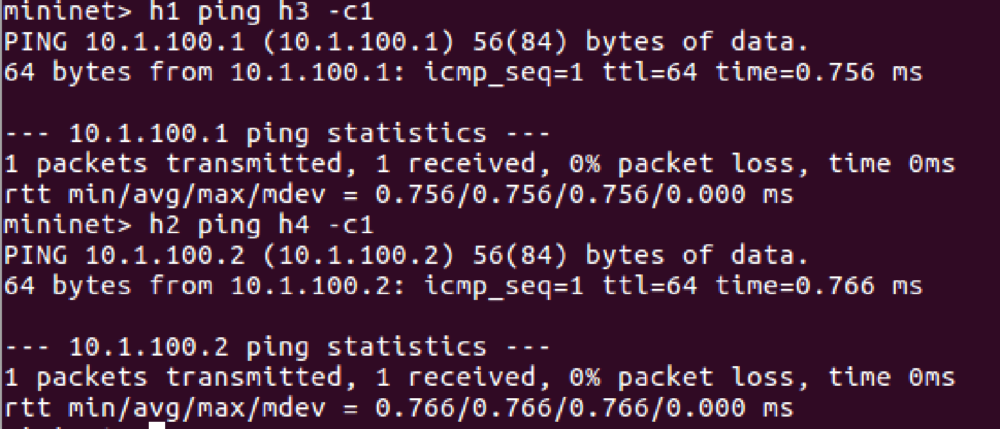 mininet> h1 ping h3 -c1
PING 10.1.100.1 (10.1.100.1) 56(84) bytes of data.
64 bytes from 10.1.100.1: icmp_seq=1 ttl=64 time=0.756 ms
--- 10.1.100.1 ping statistics ---
1 packets transmitted, 1 received, 0% packet loss, time 0ms
rtt min/avg/max/mdev = 0.756/0.756/0.756/0.000 ms
mininet> h2 ping h4 -c1
PING 10.1.100.2 (10.1.100.2) 56(84) bytes of data.
64 bytes from 10.1.100.2: icmp_seq=1 ttl=64 time=0.766 ms
--- 10.1.100.2 ping statistics ---
1 packets transmitted, 1 received, 0% packet loss, time 0ms
rtt min/avg/max/mdev = 0.766/0.766/0.766/0.000 ms